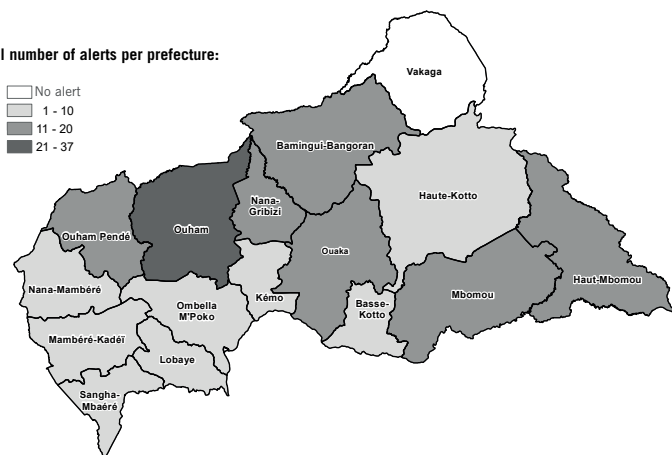 l number of alerts per prefecture:
No alert
1 - 10
11 - 20
21 - 37
Vakaga
Bamingui-Bangoran
Haute-Kotto
Nana-
Gribizi
Ouham
Ouham Pendé
Ouaka
Haut-Mbomou
Nana-Mambéré
Kémo
Mbomou
Ombella
M'Poko
Basse-
Kotto
Mambéré-Kadéï
Lobaye
Sangha-
Mbaéré